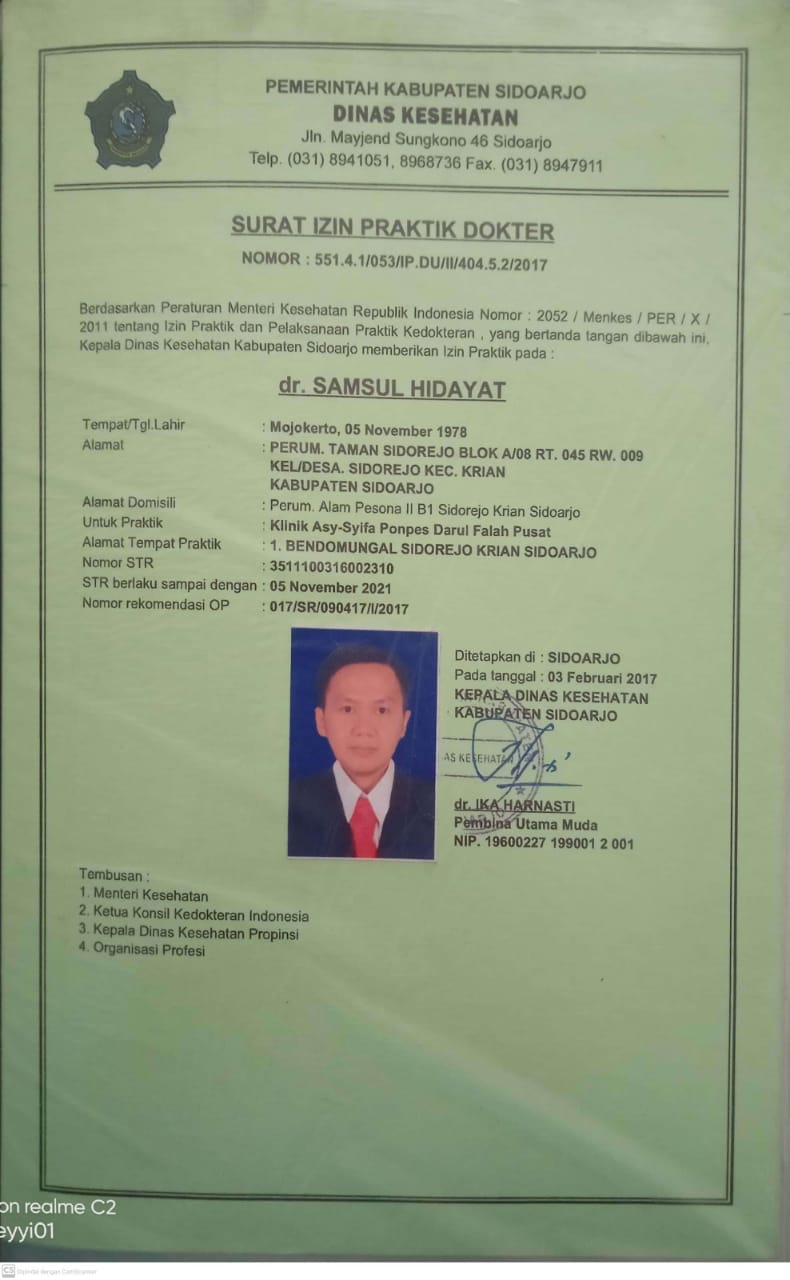 PEMERINTAH KABUPATEN SIDOARJO
DINAS KESEHATAN
Jln. Mayjend Sungkono 46 Sidoarjo
Telp. (031) 8941051, 8968736 Fax. (031) 8947911
SURAT IZIN PRAKTIK DOKTER
NOMOR : 551.4.1/053/IP.DU/II/404.5.2/2017
Berdasarkan Peraturan Menteri Kesehatan Republik Indonesia Nomor : 2052 / Menkes / PER / X /
2011 tentang Izin Praktik dan Pelaksanaan Praktik Kedokteran , yang bertanda tangan dibawah ini,
Kepala Dinas Kesehatan Kabupaten Sidoarjo memberikan Izin Praktik pada :
dr. SAMSUL HIDAYAT
Tempat/Tgl.Lahir : Mojokerto, 05 November 1978
Alamat : PERUM. TAMAN SIDOREJO BLOK A/08 RT. 045 RW. 009
KEL/DESA. SIDOREJO KEC. KRIAN
KABUPATEN SIDOARJO
Alamat Domisili : Perum. Alam Pesona II B1 Sidorejo Krian Sidoarjo
Untuk Praktik : Klinik Asy-Syifa Ponpes Darul Falah Pusat
Alamat Tempat Praktik : 1. BENDOMUNGAL SIDOREJO KRIAN SIDOARJO
Nomor STR : 3511100316002310
STR berlaku sampai dengan : 05 November 2021
Nomor rekomendasi OP : 017/SR/090417/I/2017
Ditetapkan di : SIDOARJO
Pada tanggal : 03 Februari 2017
KEPALA DINAS KESEHATAN
KABUPATEN SIDOARJO
AS KESEHATAN
dr. IKA HARNASTI
Pembina Utama Muda
NIP. 19600227 199001 2 001
Tembusan :
1. Menteri Kesehatan
2. Ketua Konsil Kedokteran Indonesia
3. Kepala Dinas Kesehatan Propinsi
4. Organisasi Profesi
on realme C2
eyyi01
CS Dipindai dengan CamScanner